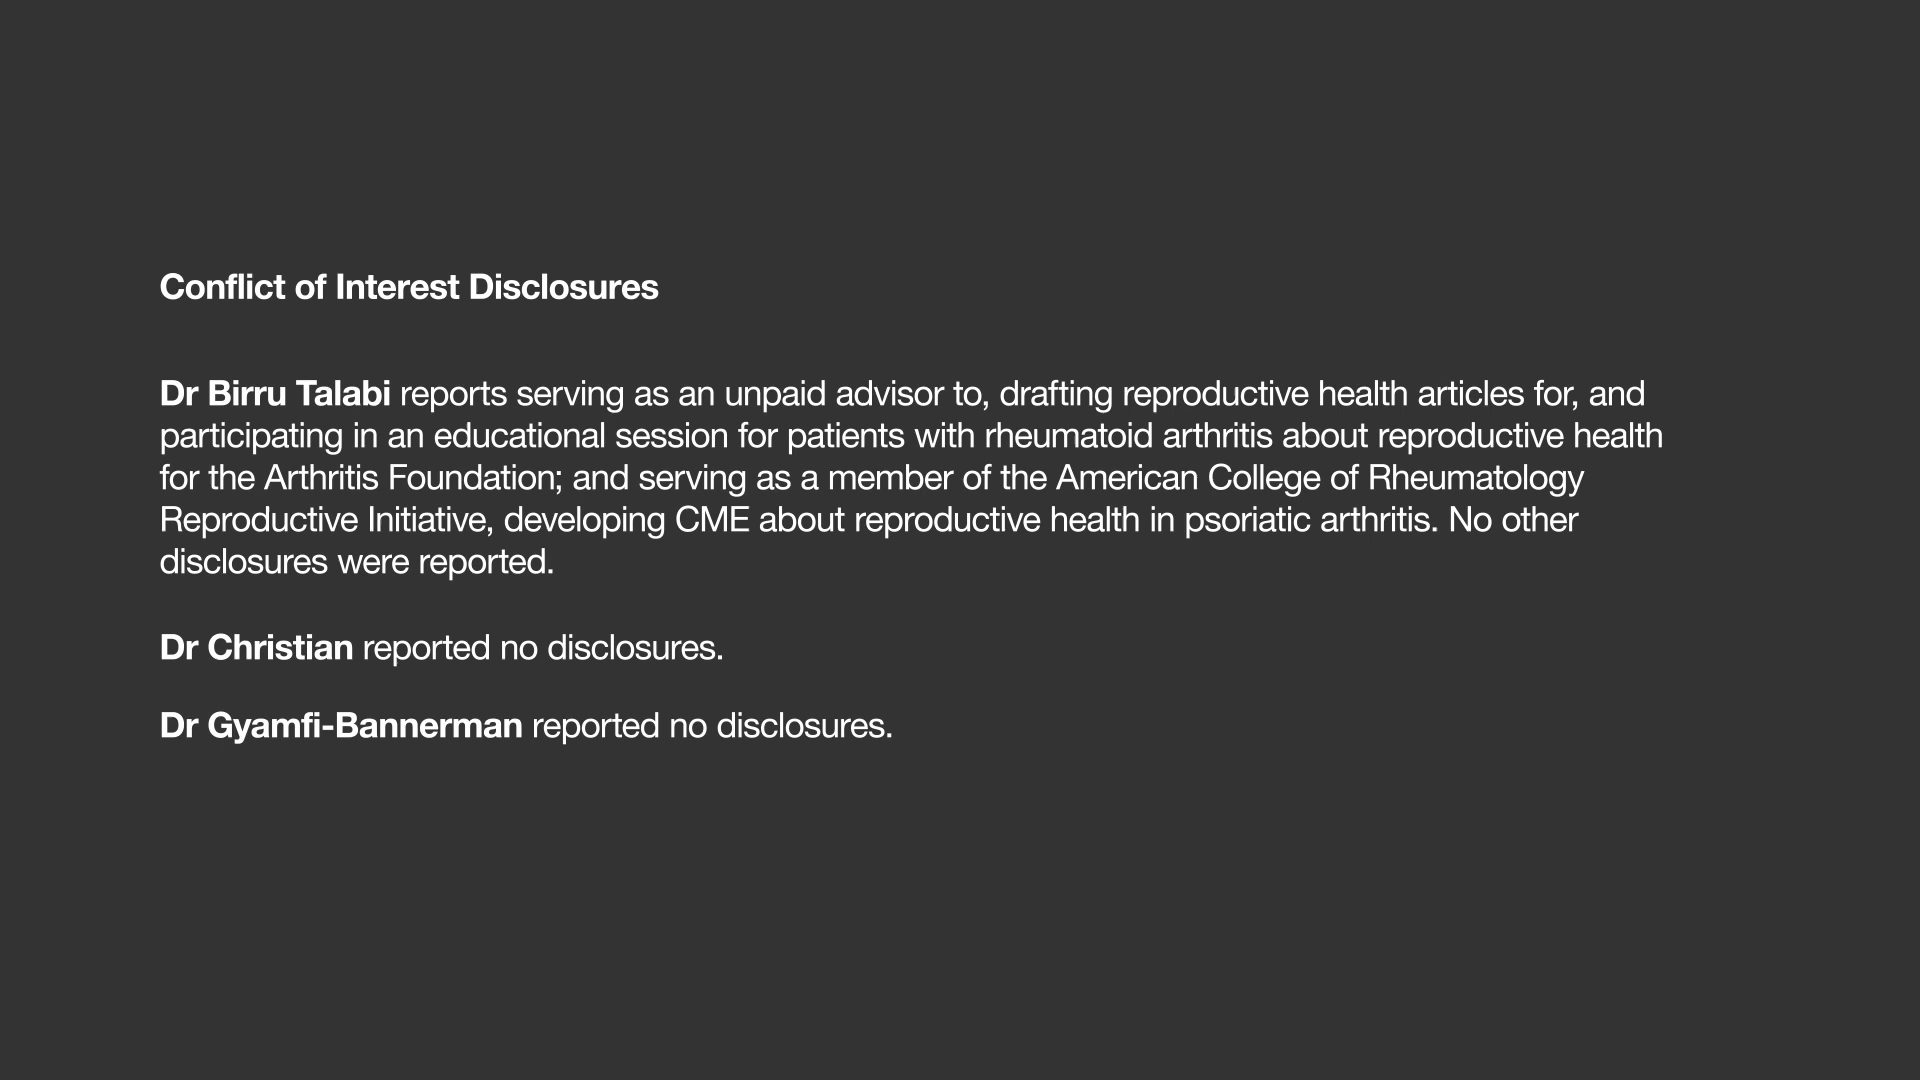 Conflict of Interest Disclosures
Dr Birru Talabi reports serving as an unpaid advisor to, drafting reproductive health articles for, and
participating in an educational session for patients with rheumatoid arthritis about reproductive health
for the Arthritis Foundation; and serving as a member of the American College of Rheumatology
Reproductive Initiative, developing CME about reproductive health in psoriatic arthritis. No other
disclosures were reported.
Dr Christian reported no disclosures.
Dr Gyamfi-Bannerman reported no disclosures.